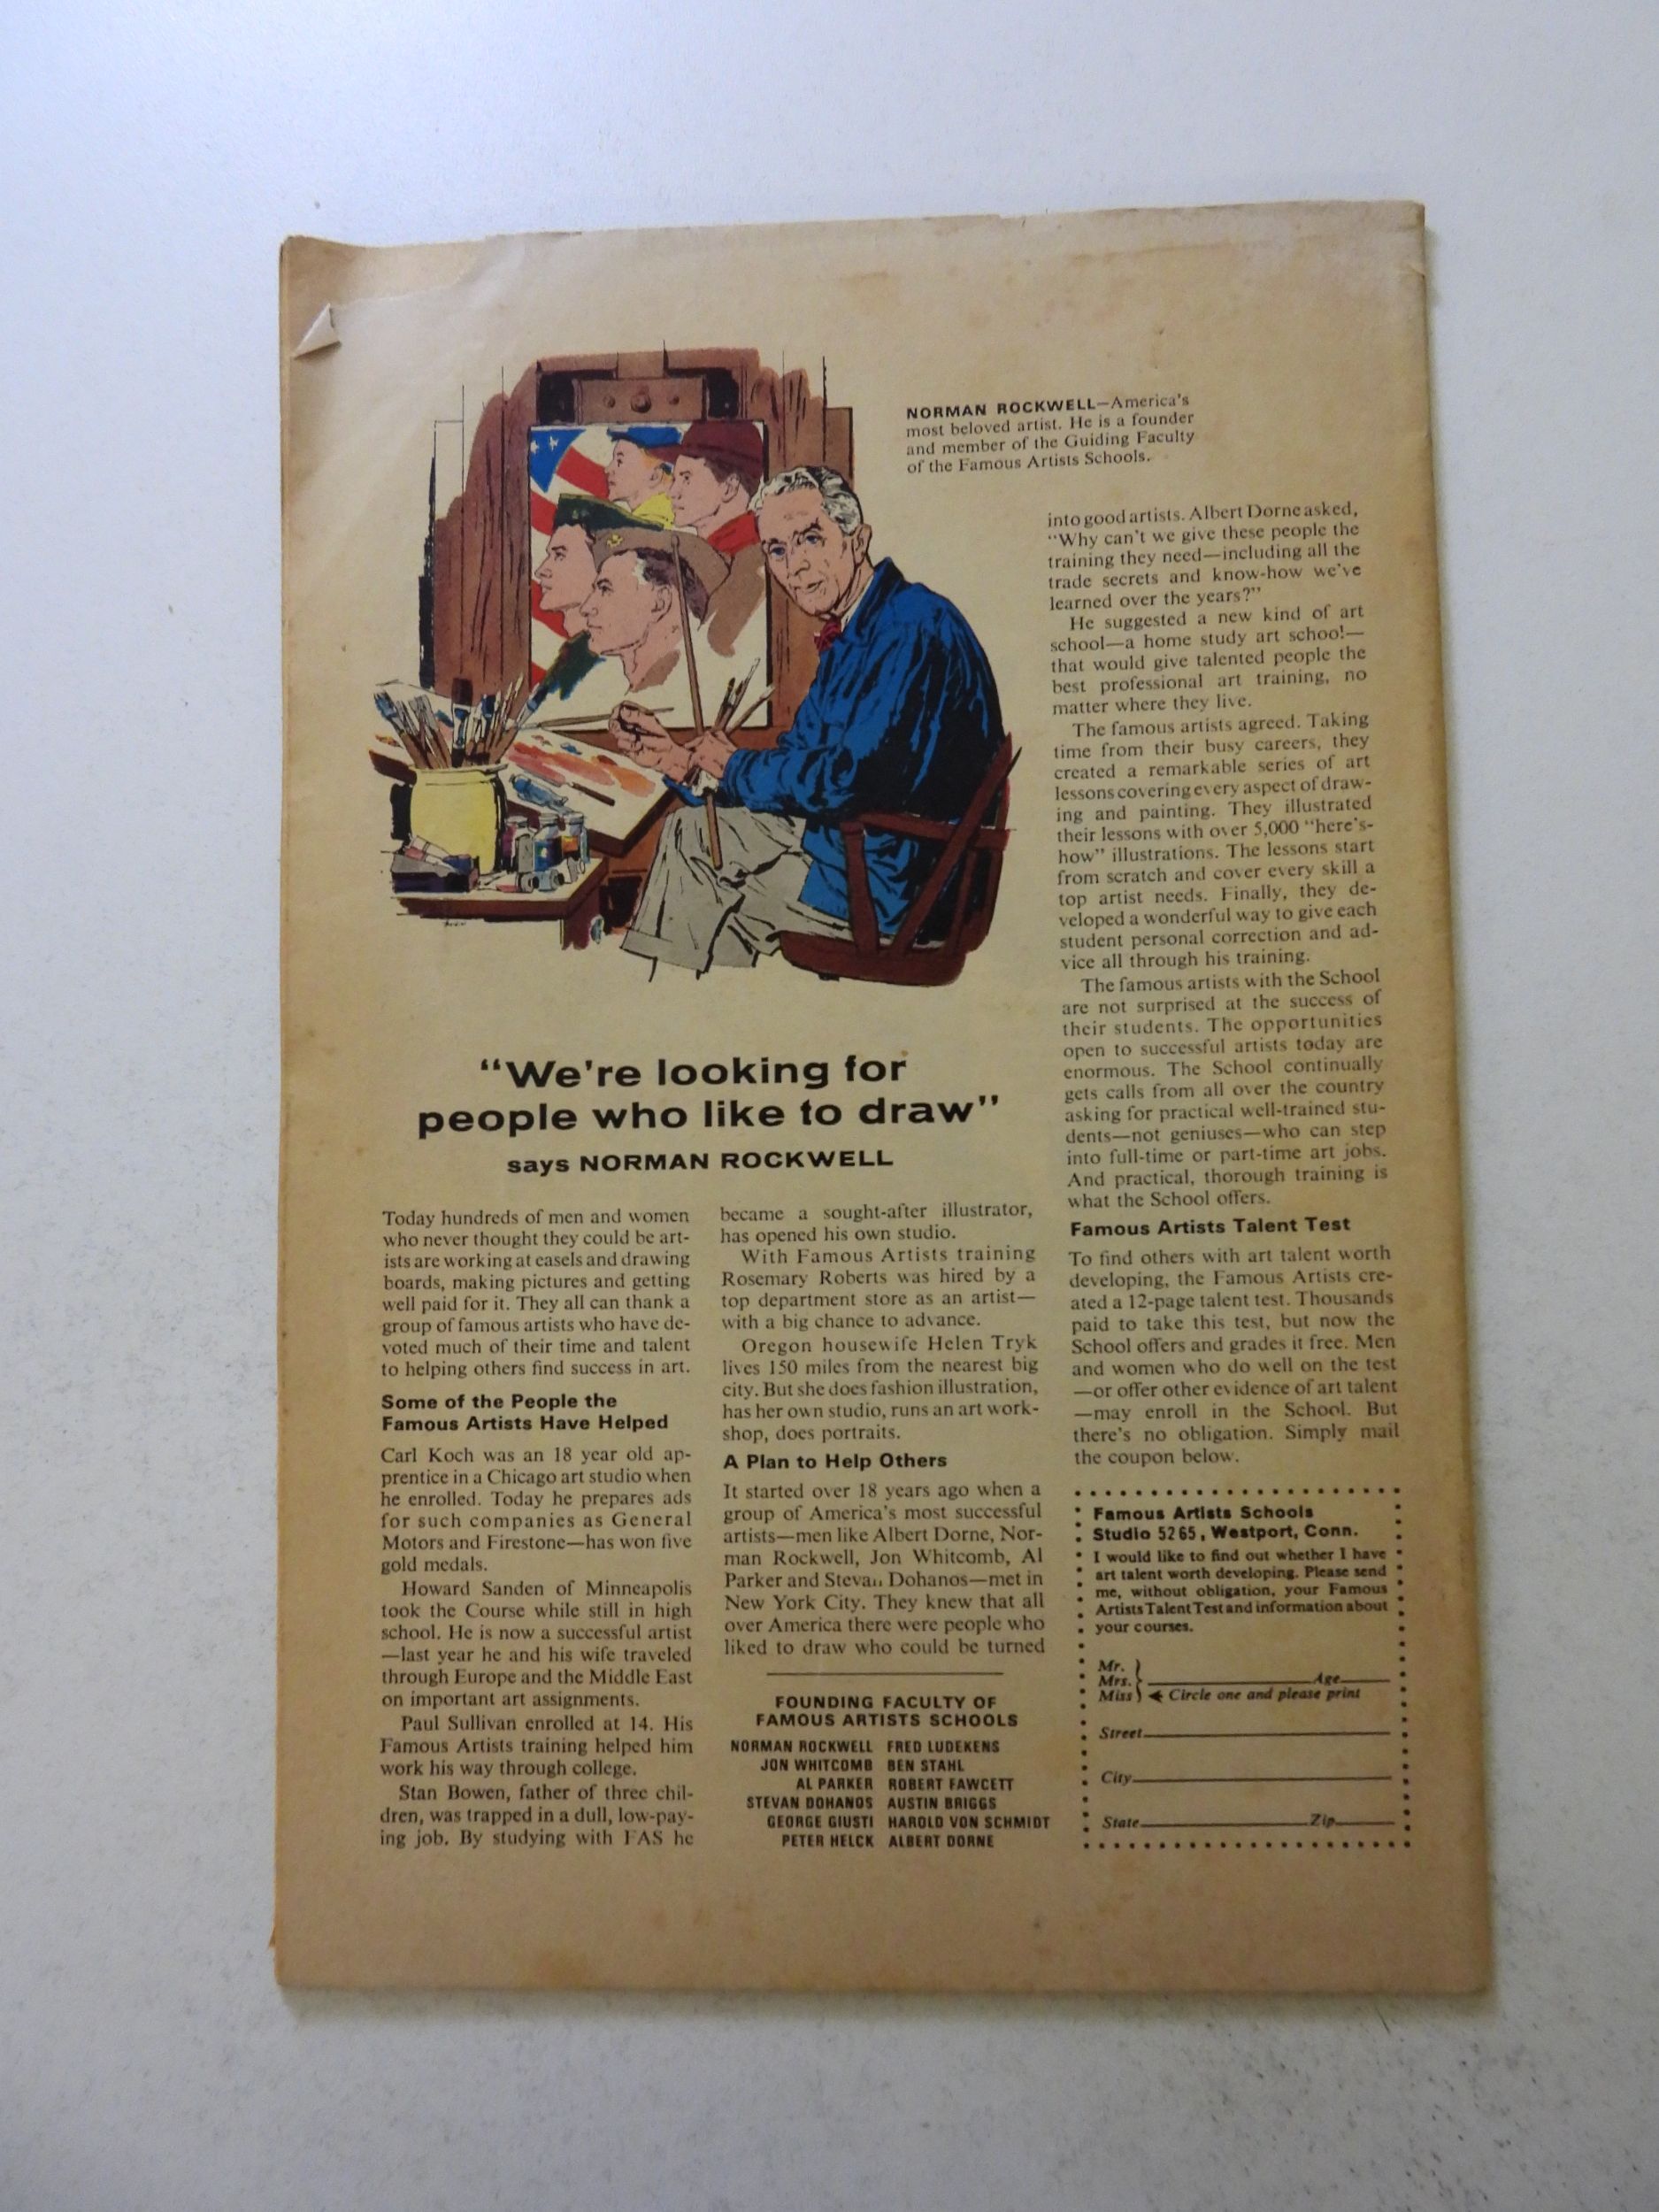 NORMAN ROCKWELL—America's
most beloved artist. He is a founder
and member of the Guiding Faculty
of the Famous Artists Schools.
"We're looking for
people who like to draw"
says NORMAN ROCKWELL
Today hundreds of men and women
who never thought they could be art-
ists are working at easels and drawing
boards, making pictures and getting
well paid for it. They all can thank a
group of famous artists who have de-
voted much of their time and talent
to helping others find success in art.
Some of the People the
Famous Artists Have Helped
Carl Koch was an 18 year old ap-
prentice in a Chicago art studio when
he enrolled. Today he prepares ads
for such companies as General
Motors and Firestone—has won five
gold medals.
Howard Sanden of Minneapolis
took the Course while still in high
school. He is now a successful artist
—last year he and his wife traveled
through Europe and the Middle East
on important art assignments.
Paul Sullivan enrolled at 14. His
Famous Artists training helped him
work his way through college.
Stan Bowen, father of three chil-
dren, was trapped in a dull, low-pay-
ing job. By studying with FAS he
became a sought-after illustrator,
has opened his own studio.
With Famous Artists training
Rosemary Roberts was hired by a
top department store as an artist—
with a big chance to advance.
Oregon housewife Helen Tryk
lives 150 miles from the nearest big
city. But she does fashion illustration,
has her own studio, runs an art work-
shop, does portraits.
A Plan to Help Others
It started over 18 years ago when a
group of America's most successful
artists—men like Albert Dorne, Nor-
man Rockwell, Jon Whitcomb, Al
Parker and Stevan Dohanos—met in
New York City. They knew that all
over America there were people who
liked to draw who could be turned
FOUNDING FACULTY OF
FAMOUS ARTISTS SCHOOLS
NORMAN ROCKWELL FRED LUDEKENS
JON WHITCOMB BEN STAHL
AL PARKER ROBERT FAWCETT
STEVAN DOHANOS AUSTIN BRIGGS
GEORGE GIUSTI HAROLD VON SCHMIDT
PETER HELCK ALBERT DORNE
into good artists. Albert Dorne asked,
"Why can't we give these people the
training they need—including all the
trade secrets and know-how we've
learned over the years?"
He suggested a new kind of art
school—a home study art school—
that would give talented people the
best professional art training, no
matter where they live.
The famous artists agreed. Taking
time from their busy careers, they
created a remarkable series of art
lessons covering every aspect of draw-
ing and painting. They illustrated
their lessons with over 5,000 "here's-
how" illustrations. The lessons start
from scratch and cover every skill a
top artist needs. Finally, they de-
veloped a wonderful way to give each
student personal correction and ad-
vice all through his training.
The famous artists with the School
are not surprised at the success of
their students. The opportunities
open to successful artists today are
enormous. The School continually
gets calls from all over the country
asking for practical well-trained stu-
dents—not geniuses—who can step
into full-time or part-time art jobs.
And practical, thorough training is
what the School offers.
Famous Artists Talent Test
To find others with art talent worth
developing, the Famous Artists cre-
ated a 12-page talent test. Thousands
paid to take this test, but now the
School offers and grades it free. Men
and women who do well on the test
—or offer other evidence of art talent
—may enroll in the School. But
there's no obligation. Simply mail
the coupon below.
Famous Artists Schools
Studio 5265, Westport, Conn.
I would like to find out whether I have
art talent worth developing. Please send
me, without obligation, your Famous
Artists Talent Test and information about
your courses.
Mr.
Mrs. Age
Miss Circle one and please print
Street
City
State Zip